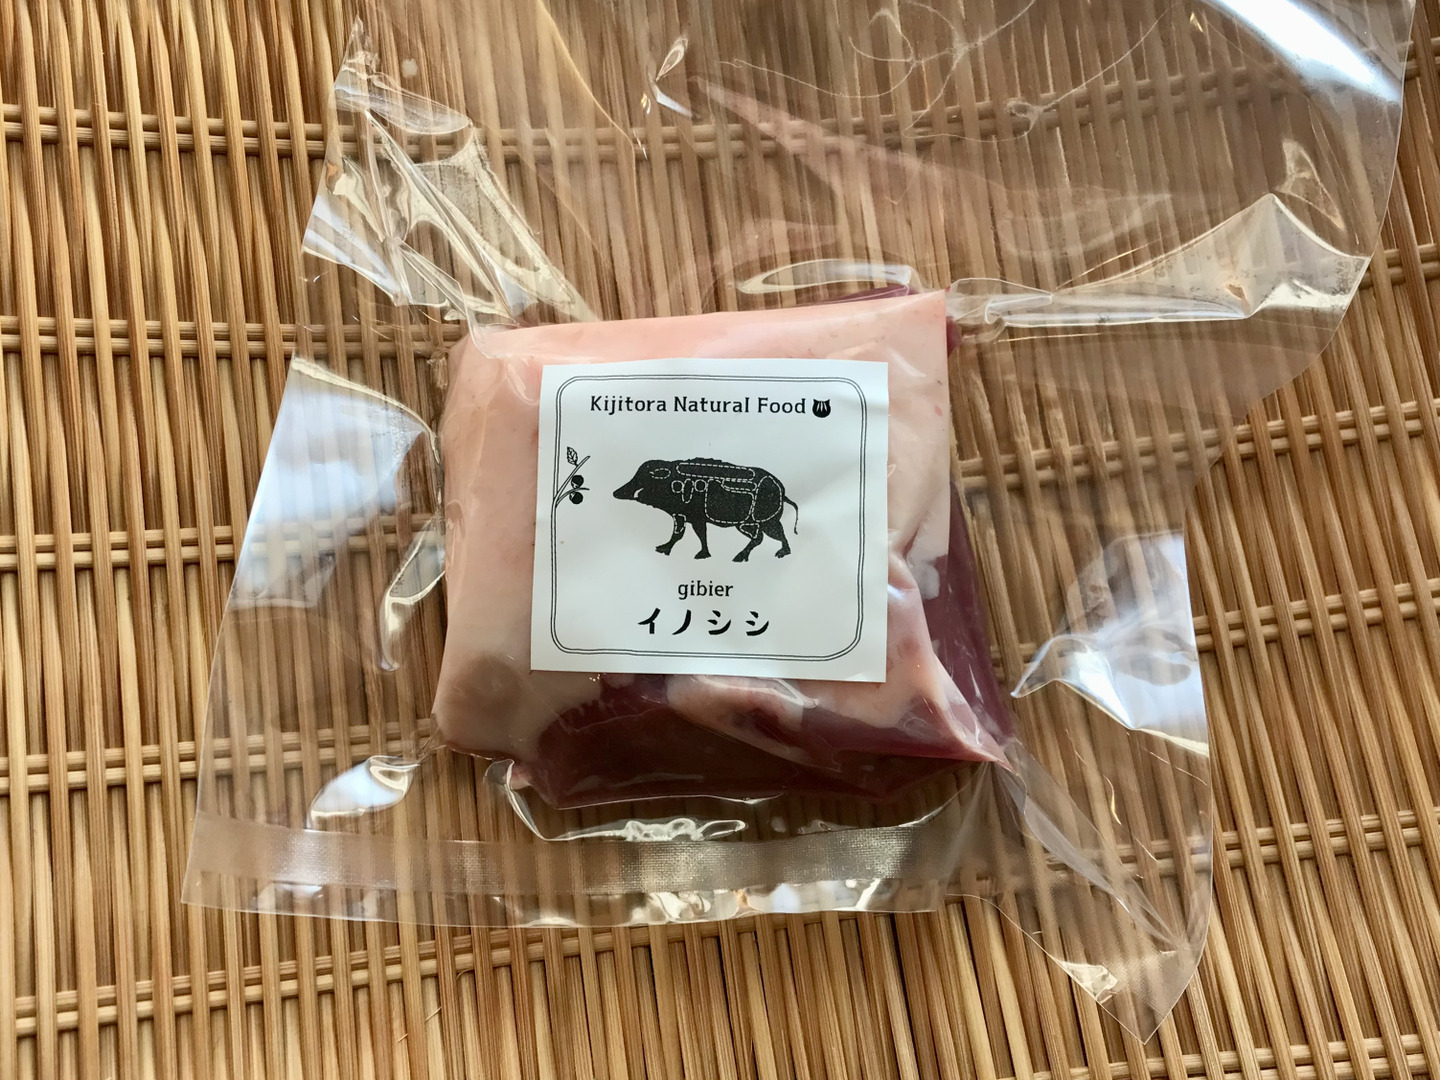 Kijitora Natural Food
gibier
イノシシ